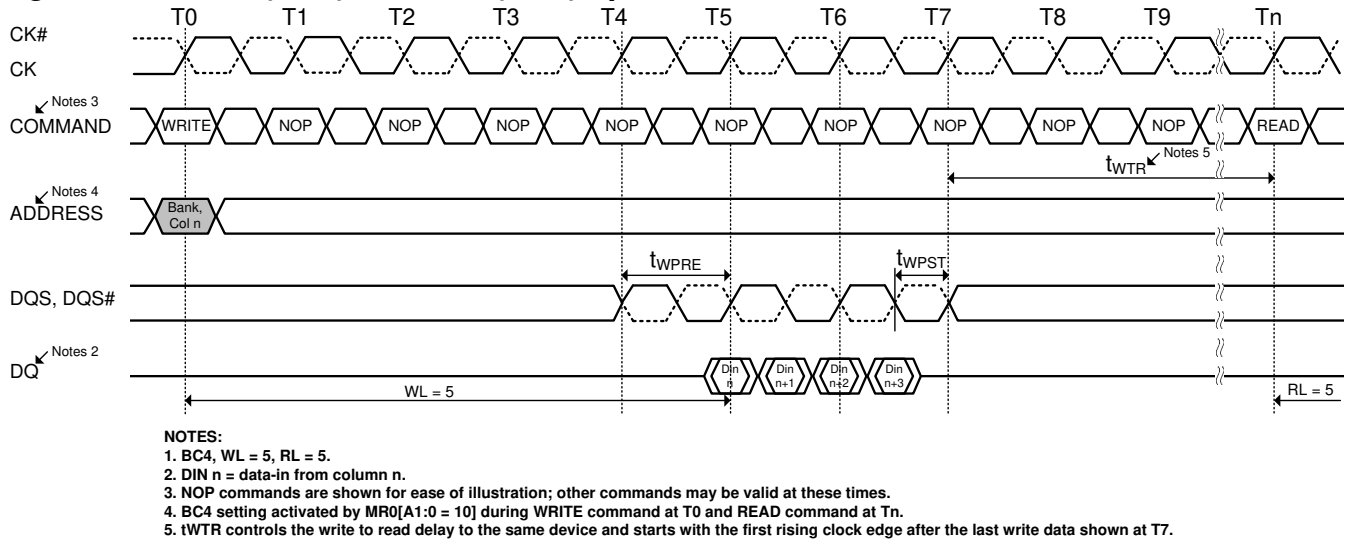 T0 T1 T2 T3 T4 T5 T6 T7 T8 T9 Tn
CK#
CK
Notes 3
COMMAND WRITE NOP NOP NOP NOP NOP NOP NOP NOP NOP READ
tWTR Notes 5
Notes 4
ADDRESS
Bank,
Col n
tWPRE tWPST
DQS, DQS#
Notes 2
DQ
Din
n
Din
n+1
Din
n+2
Din
n+3
WL = 5
RL = 5
NOTES:
1. BC4, WL = 5, RL = 5.
2. DIN n = data-in from column n.
3. NOP commands are shown for ease of illustration; other commands may be valid at these times.
4. BC4 setting activated by MR0[A1:0 = 10] during WRITE command at T0 and READ command at Tn.
5. tWTR controls the write to read delay to the same device and starts with the first rising clock edge after the last write data shown at T7.